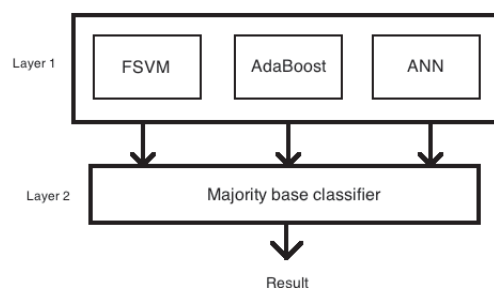 Layer 1
FSVM
AdaBoost
ANN
Layer 2
Majority base classifier
Result